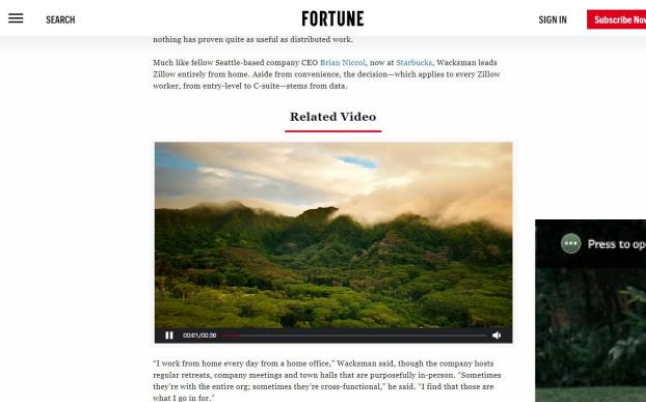 SEARCH
FORTUNE
SIGN IN
Subscribe Now
nothing has proven quite as useful as distributed work.
Much like fellow Seattle-based company CEO Brian Niccol, now at Starbucks, Wacksman leads
Zillow entirely from home. Aside from convenience, the decision—which applies to every Zillow
worker, from entry-level to C-suite—stems from data.
Related Video
00:01/00:36
Press to op
"I work from home every day from a home office," Wacksman said, though the company hosts
regular retreats, company meetings and town halls that are purposefully in-person. "Sometimes
they're with the entire org; sometimes they're cross-functional," he said. "I find that those are
what I go in for."